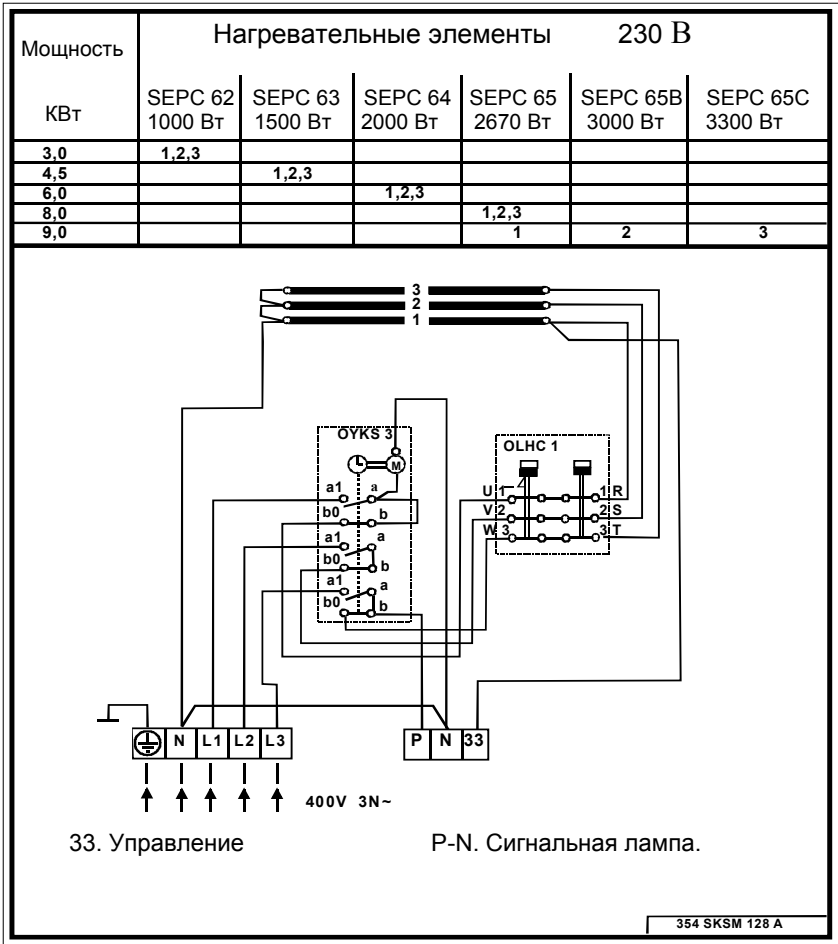 Мощность
КВт
Нагревательные элементы 230 В
SEPC 62 SEPC 63 SEPC 64 SEPC 65 SEPC 65B SEPC 65C
1000 Вт 1500 Вт 2000 Вт 2670 Вт 3000 Вт 3300 Вт
3,0 1,2,3
4,5 1,2,3
6,0 1,2,3
8,0 1,2,3
9,0 1 2 3
3
2
1
OYKS 3
M
a1 a
b0 b
a1 a
b0 b
a1 a
b0 b
OLHC 1
U 1 1 R
V 2 2 S
W 3 3 T
N L1 L2 L3
P N 33
400V 3N~
33. Управление P-N. Сигнальная лампа.
354 SKSM 128 A